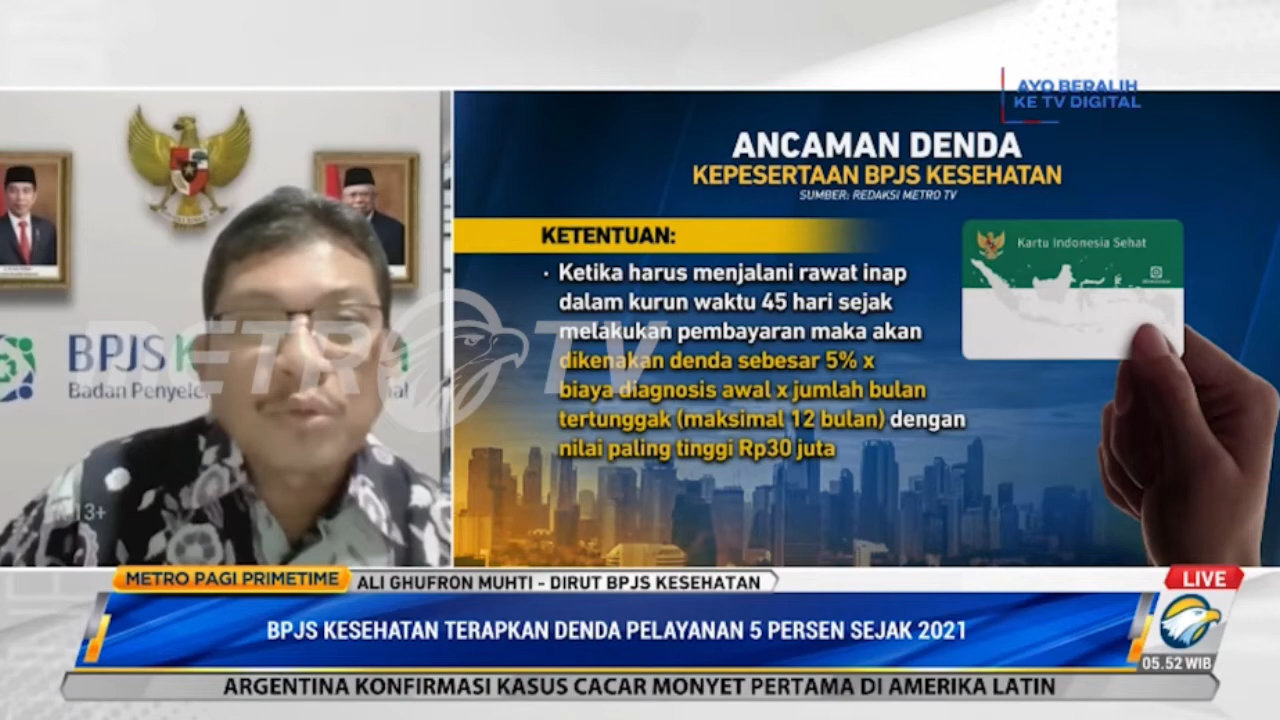 AYO BERALIH
KE TV DIGITAL
ANCAMAN DENDA
KEPESERTAAN BPJS KESEHATAN
SUMBER: REDAKSI METRO TV
KETENTUAN:
· Ketika harus menjalani rawat inap
dalam kurun waktu 45 hari sejak
melakukan pembayaran maka akan
dikenakan denda sebesar 5% x
biaya diagnosis awal x jumlah bulan
tertunggak (maksimal 12 bulan) dengan
nilai paling tinggi Rp30 juta
Kartu Indonesia Sehat
BPJS
Badan
METRO TV
13+
METRO PAGI PRIMETIME
ALI GHUFRON MUHTI - DIRUT BPJS KESEHATAN
LIVE
BPJS KESEHATAN TERAPKAN DENDA PELAYANAN 5 PERSEN SEJAK 2021
05.52 WIB
ARGENTINA KONFIRMASI KASUS CACAR MONYET PERTAMA DI AMERIKA LATIN